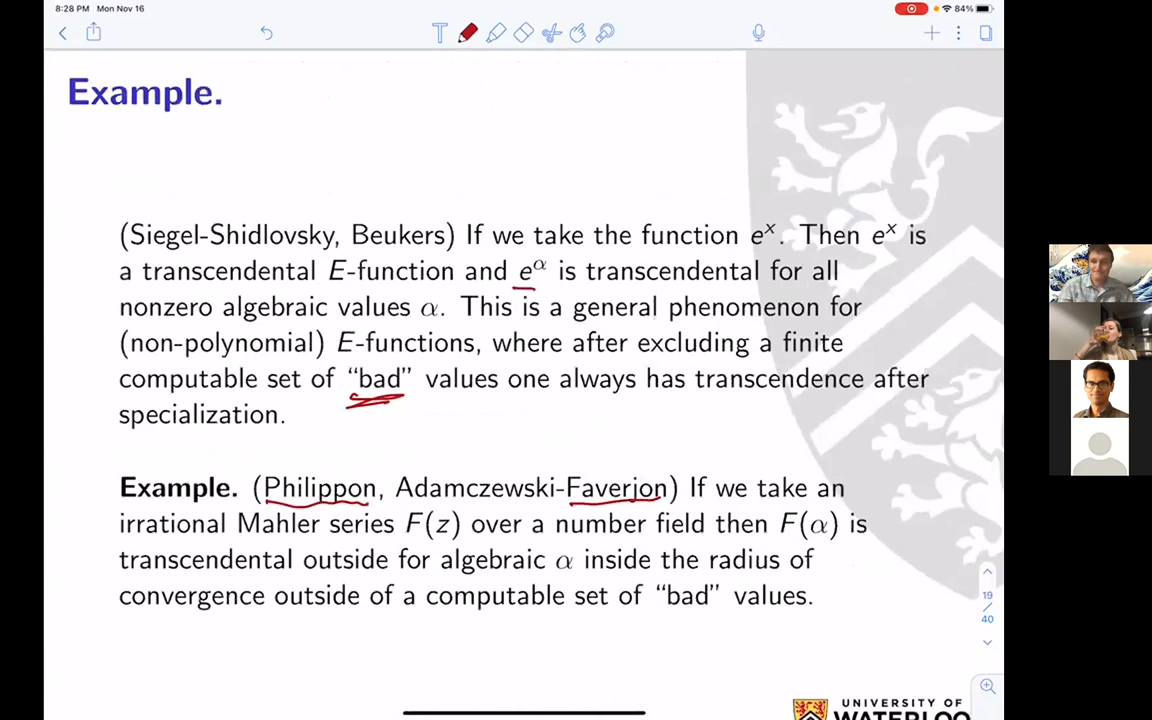 8:28 PM Mon Nov 16
84%
Example.
(Siegel-Shidlovsky, Beukers) If we take the function eˣ. Then eˣ is
a transcendental E-function and e^α is transcendental for all
nonzero algebraic values α. This is a general phenomenon for
(non-polynomial) E-functions, where after excluding a finite
computable set of “bad” values one always has transcendence after
specialization.
Example. (Philippon, Adamczewski-Faverjon) If we take an
irrational Mahler series F(z) over a number field then F(α) is
transcendental outside for algebraic α inside the radius of
convergence outside of a computable set of “bad” values.
19
/
40
UNIVERSITY OF
WATERLOO